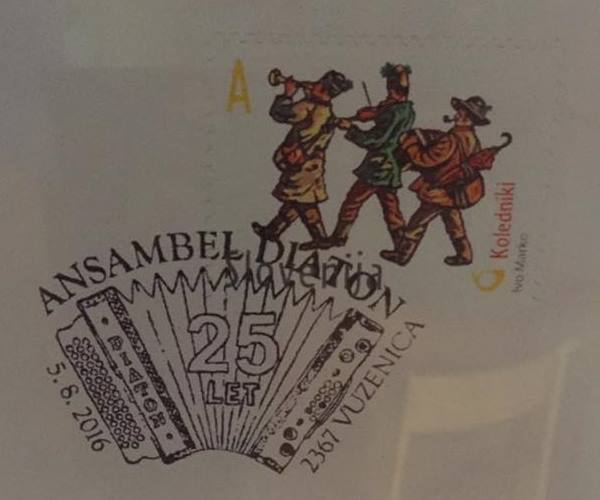 A
Koledniki
Ivo Marko
Slovenija
ANSAMBEL DIATON
25
LET
DIATON
5. 8. 2016
2367 VUZENICA